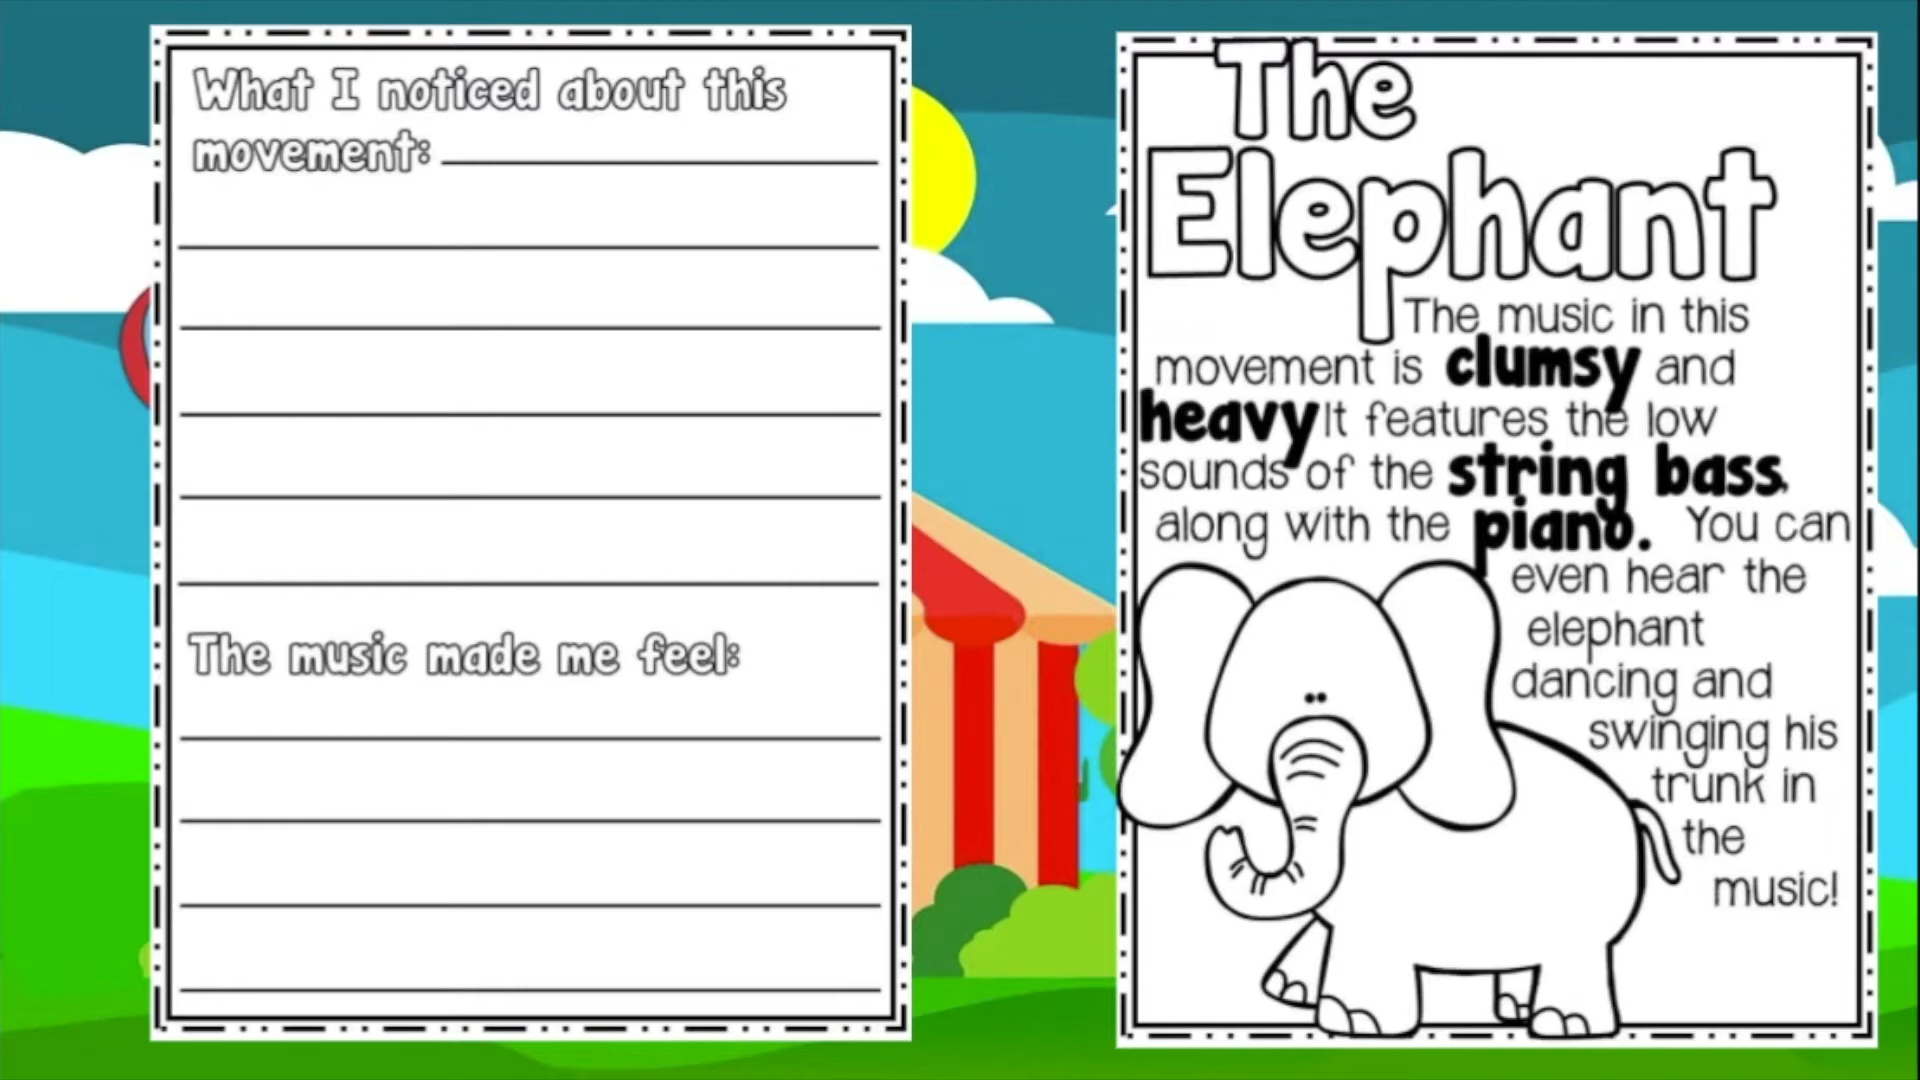 What I noticed about this
movement:
The music made me feel:
The
Elephant
The music in this
movement is clumsy and
heavy It features the low
sounds of the string bass,
along with the piano. You can
even hear the
elephant
dancing and
swinging his
trunk in
the
music!